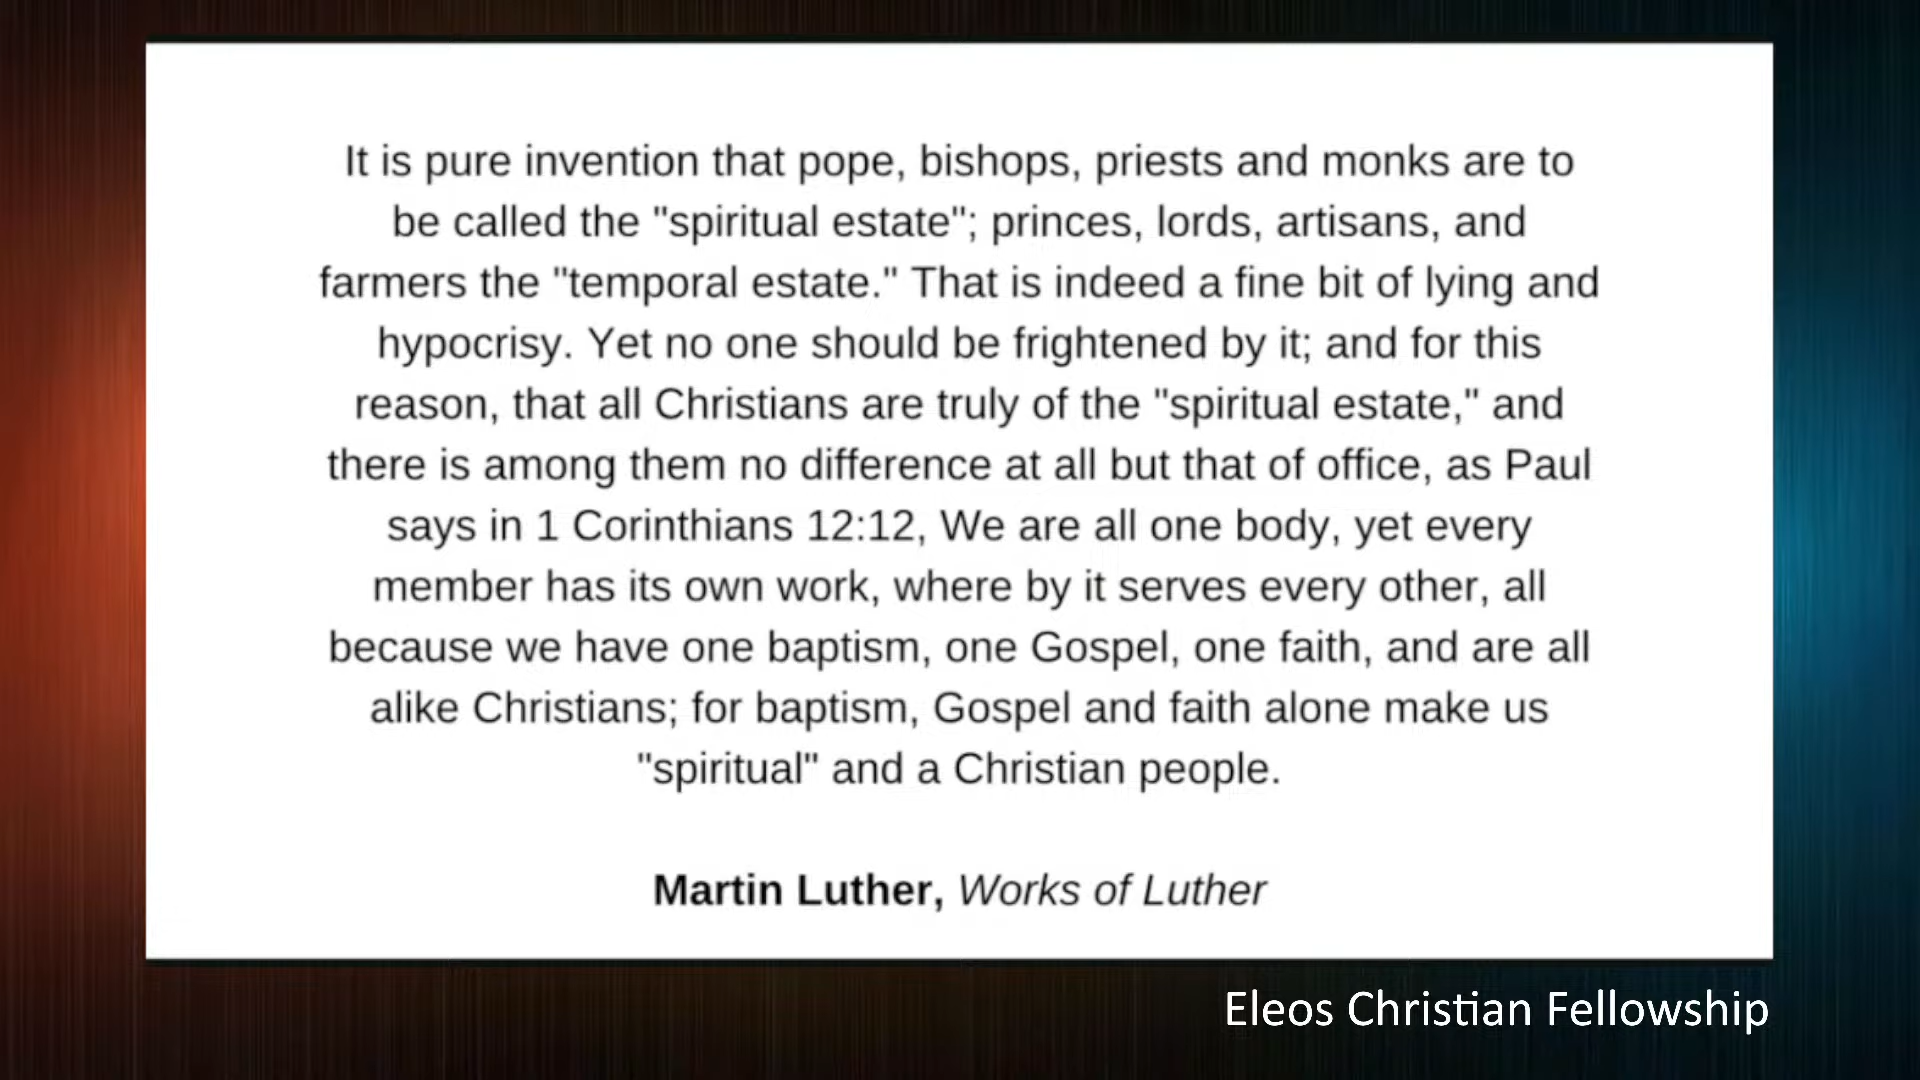 It is pure invention that pope, bishops, priests and monks are to
be called the "spiritual estate"; princes, lords, artisans, and
farmers the "temporal estate." That is indeed a fine bit of lying and
hypocrisy. Yet no one should be frightened by it; and for this
reason, that all Christians are truly of the "spiritual estate," and
there is among them no difference at all but that of office, as Paul
says in 1 Corinthians 12:12, We are all one body, yet every
member has its own work, where by it serves every other, all
because we have one baptism, one Gospel, one faith, and are all
alike Christians; for baptism, Gospel and faith alone make us
"spiritual" and a Christian people.
Martin Luther, Works of Luther
Eleos Christian Fellowship